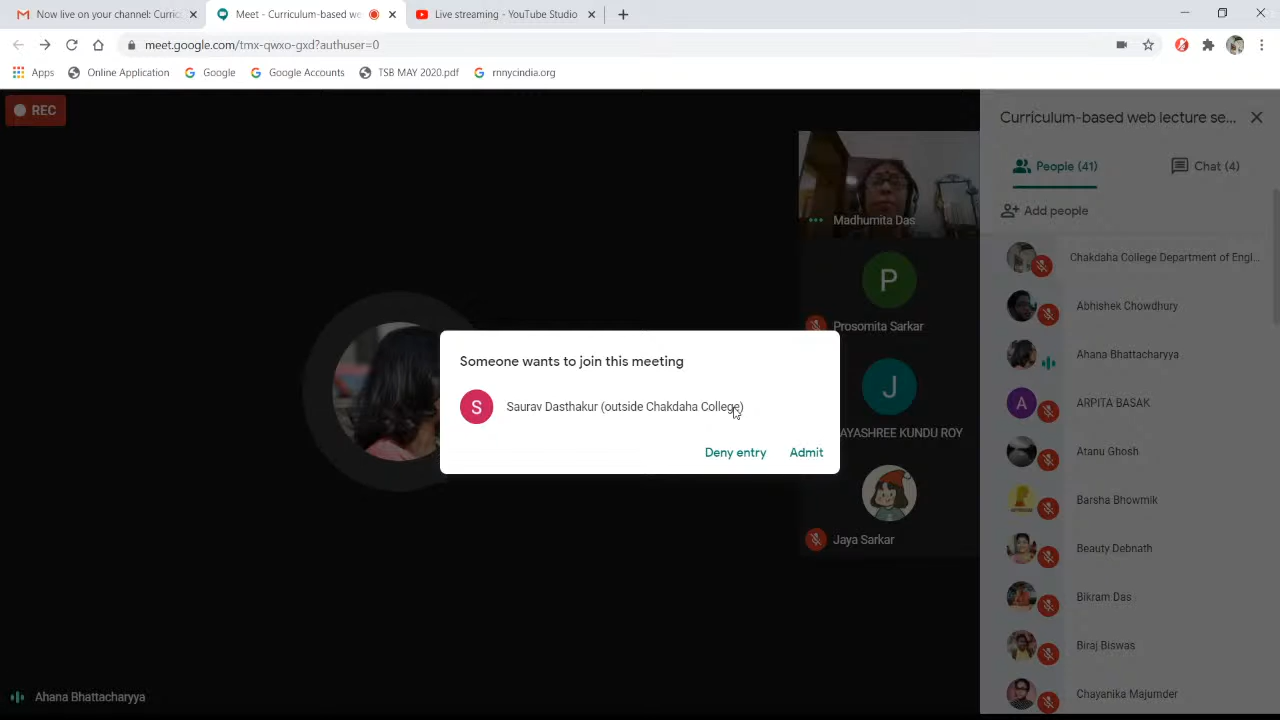 Now live on your channel: Curric
Meet - Curriculum-based we
Live streaming - YouTube Studio
meet.google.com/tmx-qwxo-gxd?authuser=0
Apps
Online Application
Google
Google Accounts
TSB MAY 2020.pdf
rnnycindia.org
REC
Curriculum-based web lecture se...
People (41)
Chat (4)
Add people
Madhumita Das
P
Prosomita Sarkar
J
AYASHREE KUNDU ROY
Jaya Sarkar
Someone wants to join this meeting
S
Saurav Dasthakur (outside Chakdaha College)
Deny entry
Admit
Chakdaha College Department of Engl...
Abhishek Chowdhury
Ahana Bhattacharyya
A
ARPITA BASAK
Atanu Ghosh
Barsha Bhowmik
Beauty Debnath
Bikram Das
Biraj Biswas
Chayanika Majumder
Ahana Bhattacharyya